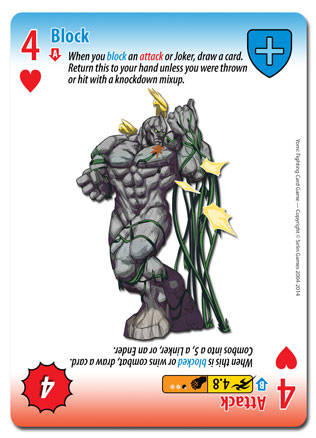 4 Block
A
When you block an attack or Joker, draw a card.
Return this to your hand unless you were thrown
or hit with a knockdown mixup.
Yomi: Fighting Card Game — Copyright © Sirlin Games 2004-2014
4 Attack
B 4.8
When this is blocked or wins combat, draw a card.
Combos into a 5, a Linker, or an Ender.
4